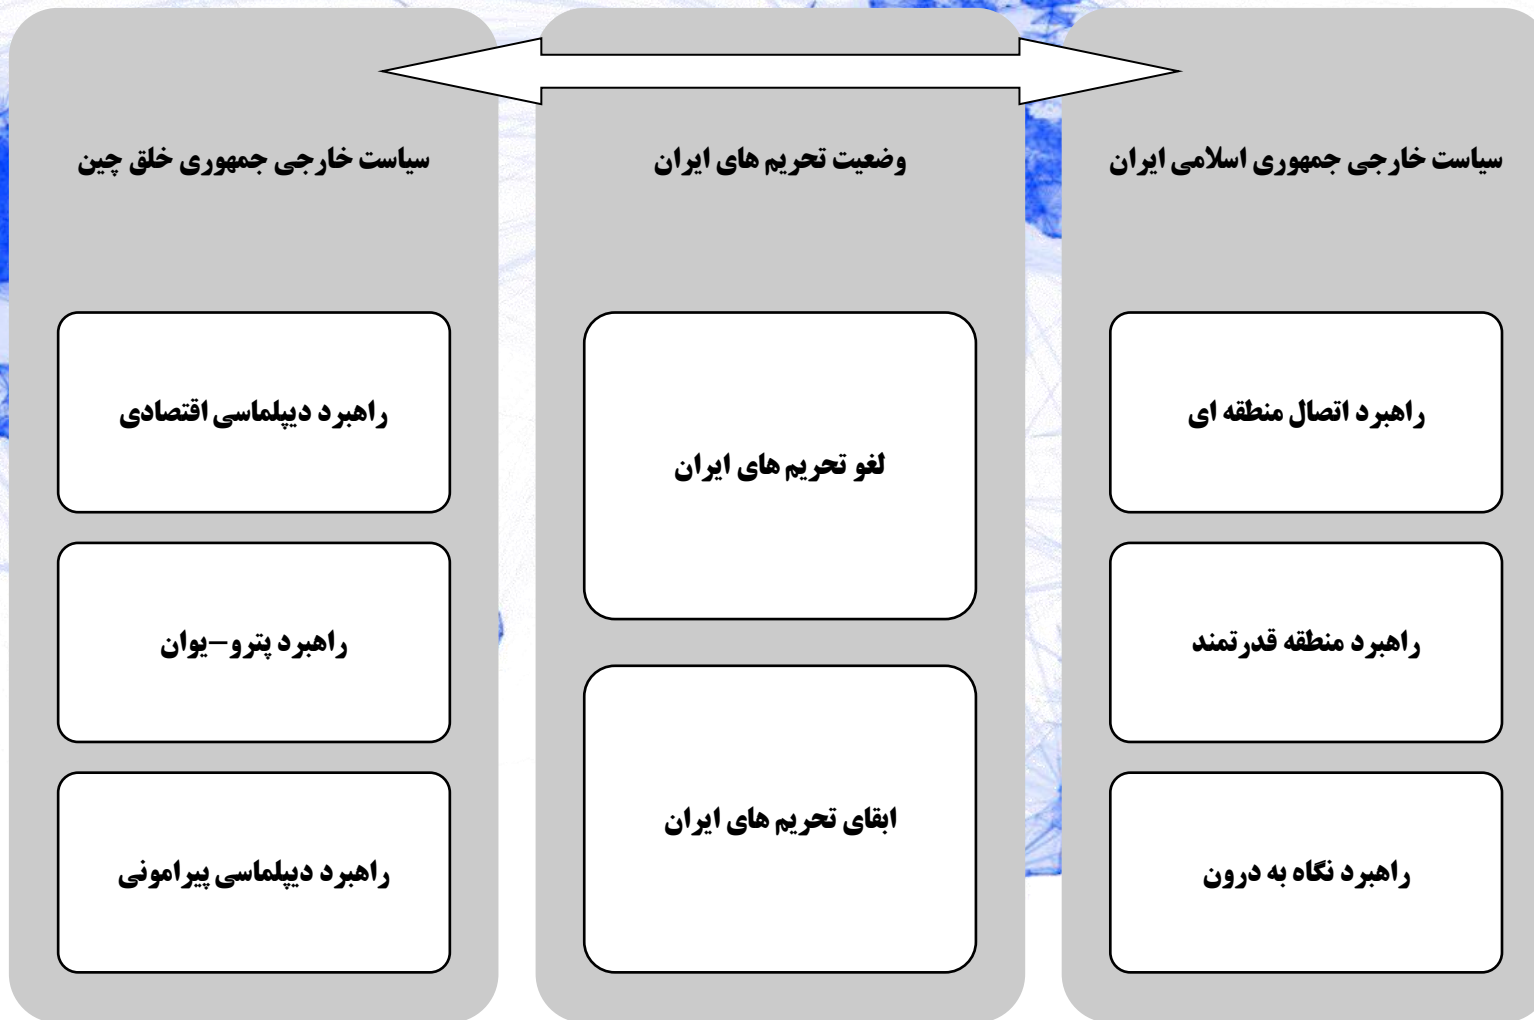 سیاست خارجی جمهوری اسلامی ایران
راهبرد اتصال منطقه ای
راهبرد منطقه قدرتمند
راهبرد نگاه به درون
وضعیت تحریم های ایران
لغو تحریم های ایران
ابقای تحریم های ایران
سیاست خارجی جمهوری خلق چین
راهبرد دیپلماسی اقتصادی
راهبرد پترو-یوان
راهبرد دیپلماسی پیرامونی